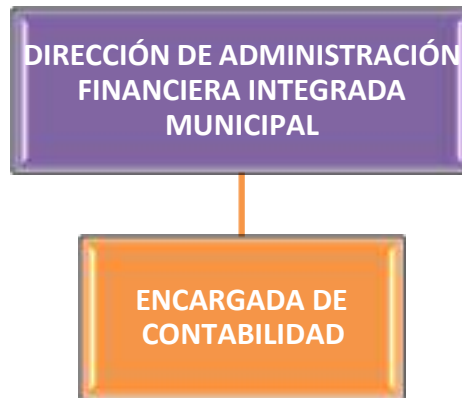 DIRECCIÓN DE ADMINISTRACIÓN
FINANCIERA INTEGRADA
MUNICIPAL
ENCARGADA DE
CONTABILIDAD